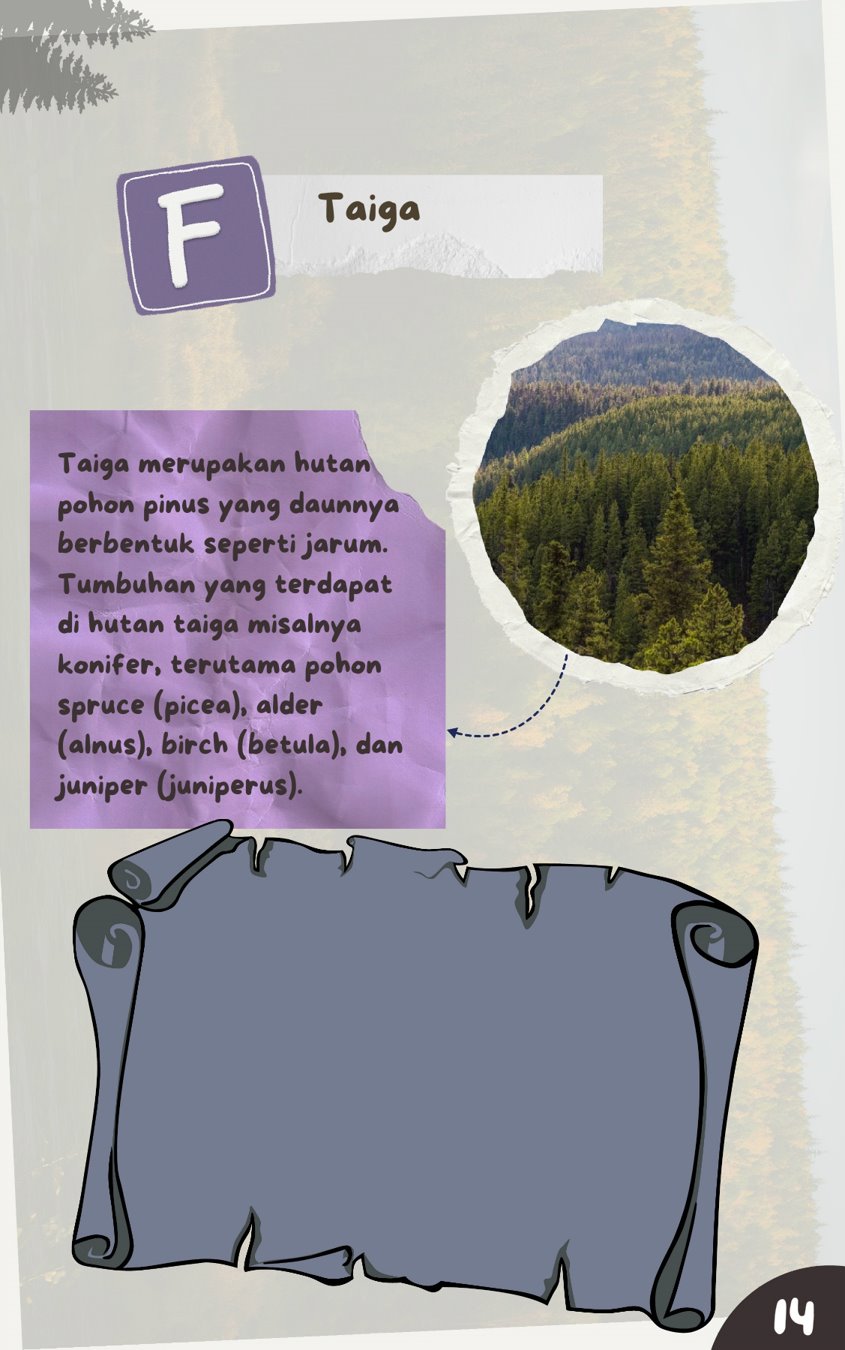 F
Taiga
Taiga merupakan hutan
pohon pinus yang daunnya
berbentuk seperti jarum.
Tumbuhan yang terdapat
di hutan taiga misalnya
konifer, terutama pohon
spruce (picea), alder
(alnus), birch (betula), dan
juniper (juniperus).
14